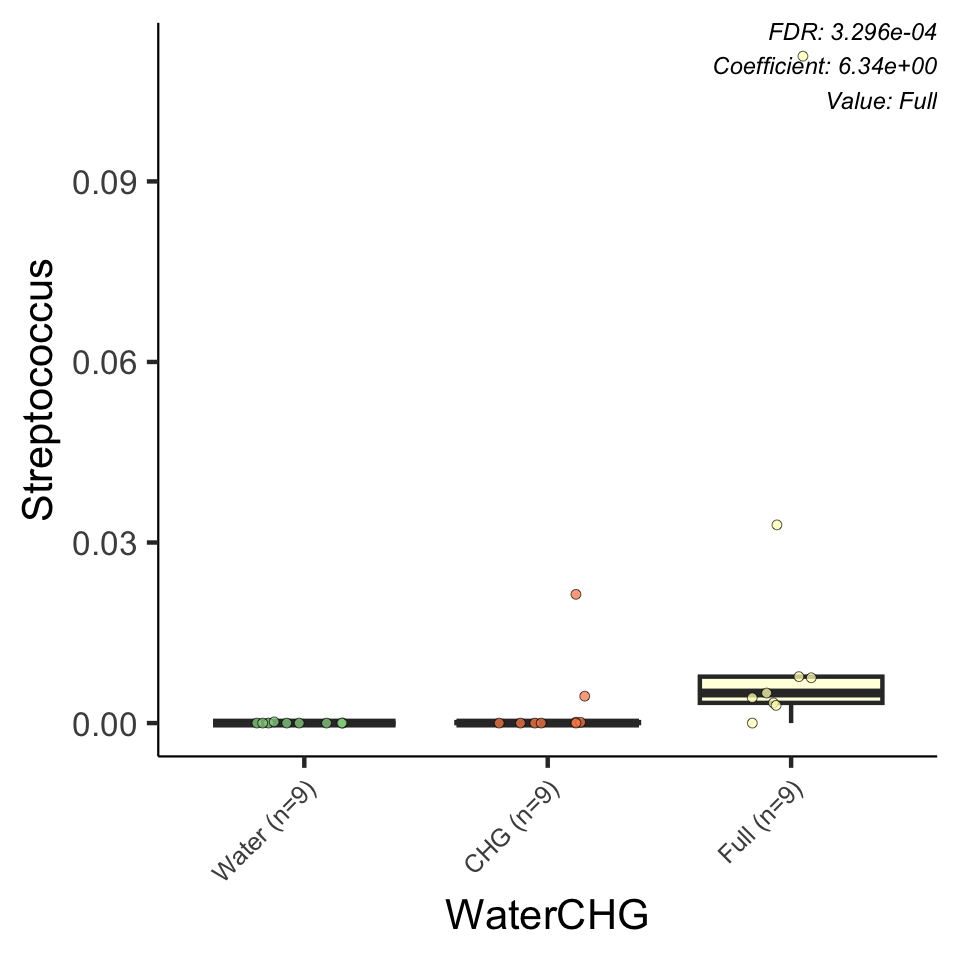 FDR: 3.296e-04
Coefficient: 6.34e+00
Value: Full
0.09
0.06
0.03
0.00
Streptococcus
Water (n=9)
CHG (n=9)
Full (n=9)
WaterCHG